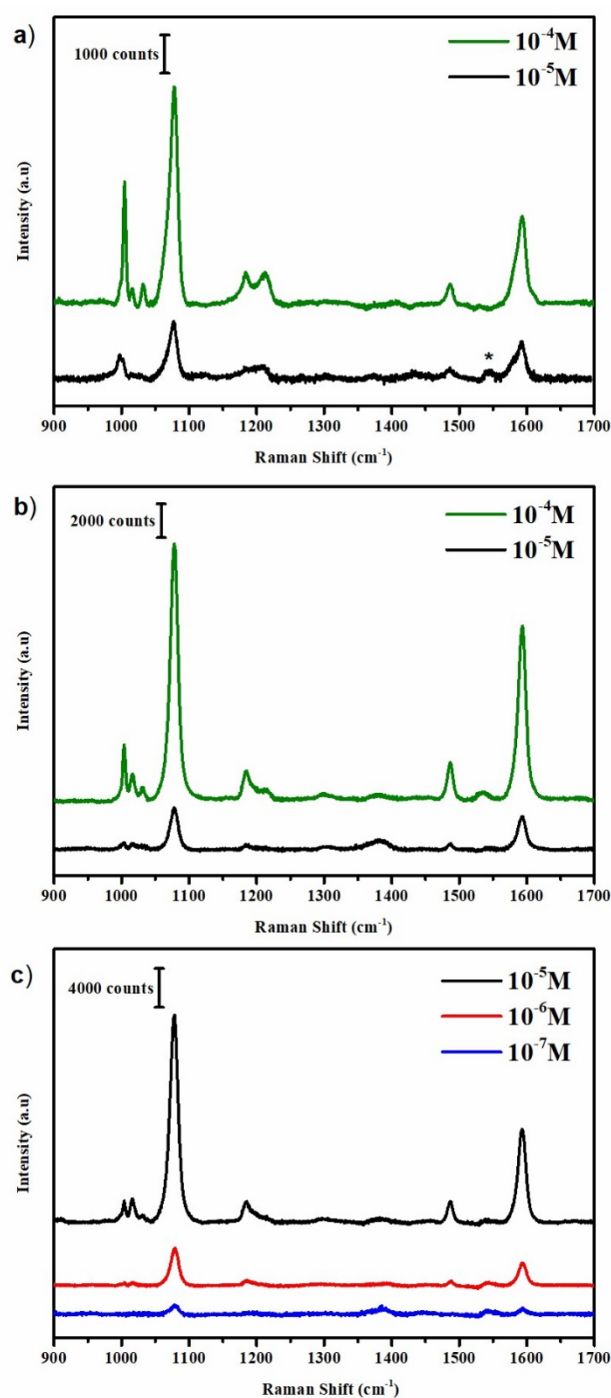 a)
1000 counts
10⁻⁴M
10⁻⁵M
*
Intensity (a.u)
900 1000 1100 1200 1300 1400 1500 1600 1700
Raman Shift (cm⁻¹)
b)
2000 counts
10⁻⁴M
10⁻⁵M
Intensity (a.u)
900 1000 1100 1200 1300 1400 1500 1600 1700
Raman Shift (cm⁻¹)
c)
4000 counts
10⁻⁵M
10⁻⁶M
10⁻⁷M
Intensity (a.u)
900 1000 1100 1200 1300 1400 1500 1600 1700
Raman Shift (cm⁻¹)